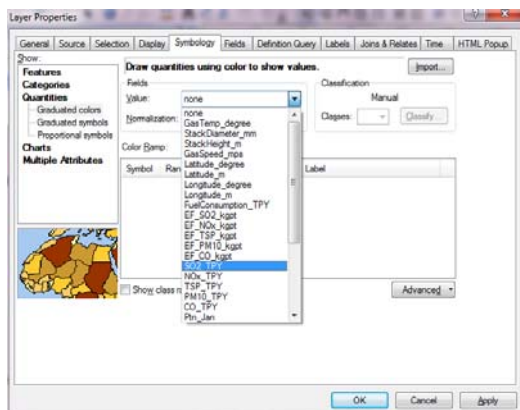 Layer Properties
General Source Selection Display Symbology Fields Definition Query Labels Joins & Relates Time HTML Popup
Show:
Features
Categories
Quantities
Graduated colors
Graduated symbols
Proportional symbols
Charts
Multiple Attributes
Draw quantities using color to show values.
Import...
Fields
Value: none
Normalization:
Classification
Manual
Classes:
Classify...
Color Ramp:
Symbol Ran Label
none
GasTemp_degree
StackDiameter_mm
StackHeight_m
GasSpeed_mps
Latitude_degree
Latitude_m
Longitude_degree
Longitude_m
FuelConsumption_TPY
EF_SO2_kgpt
EF_NOx_kgpt
EF_TSP_kgpt
EF_PM10_kgpt
EF_CO_kgpt
SO2_TPY
NOx_TPY
TSP_TPY
PM10_TPY
CO_TPY
Ptn_Jan
Show class r
Advanced
OK Cancel Apply